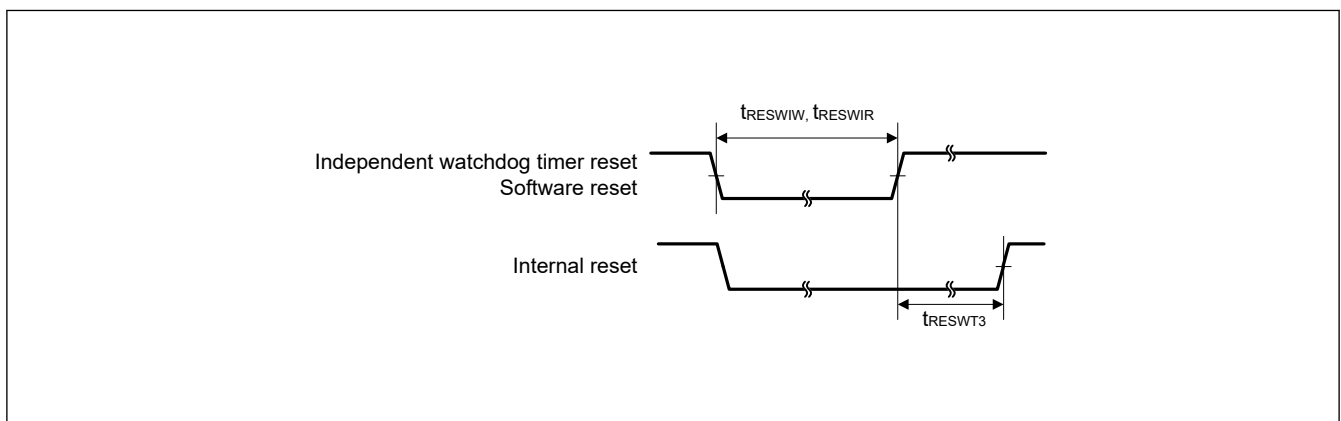 tRESWIW, tRESWIR
Independent watchdog timer reset
Software reset
Internal reset
tRESWT3